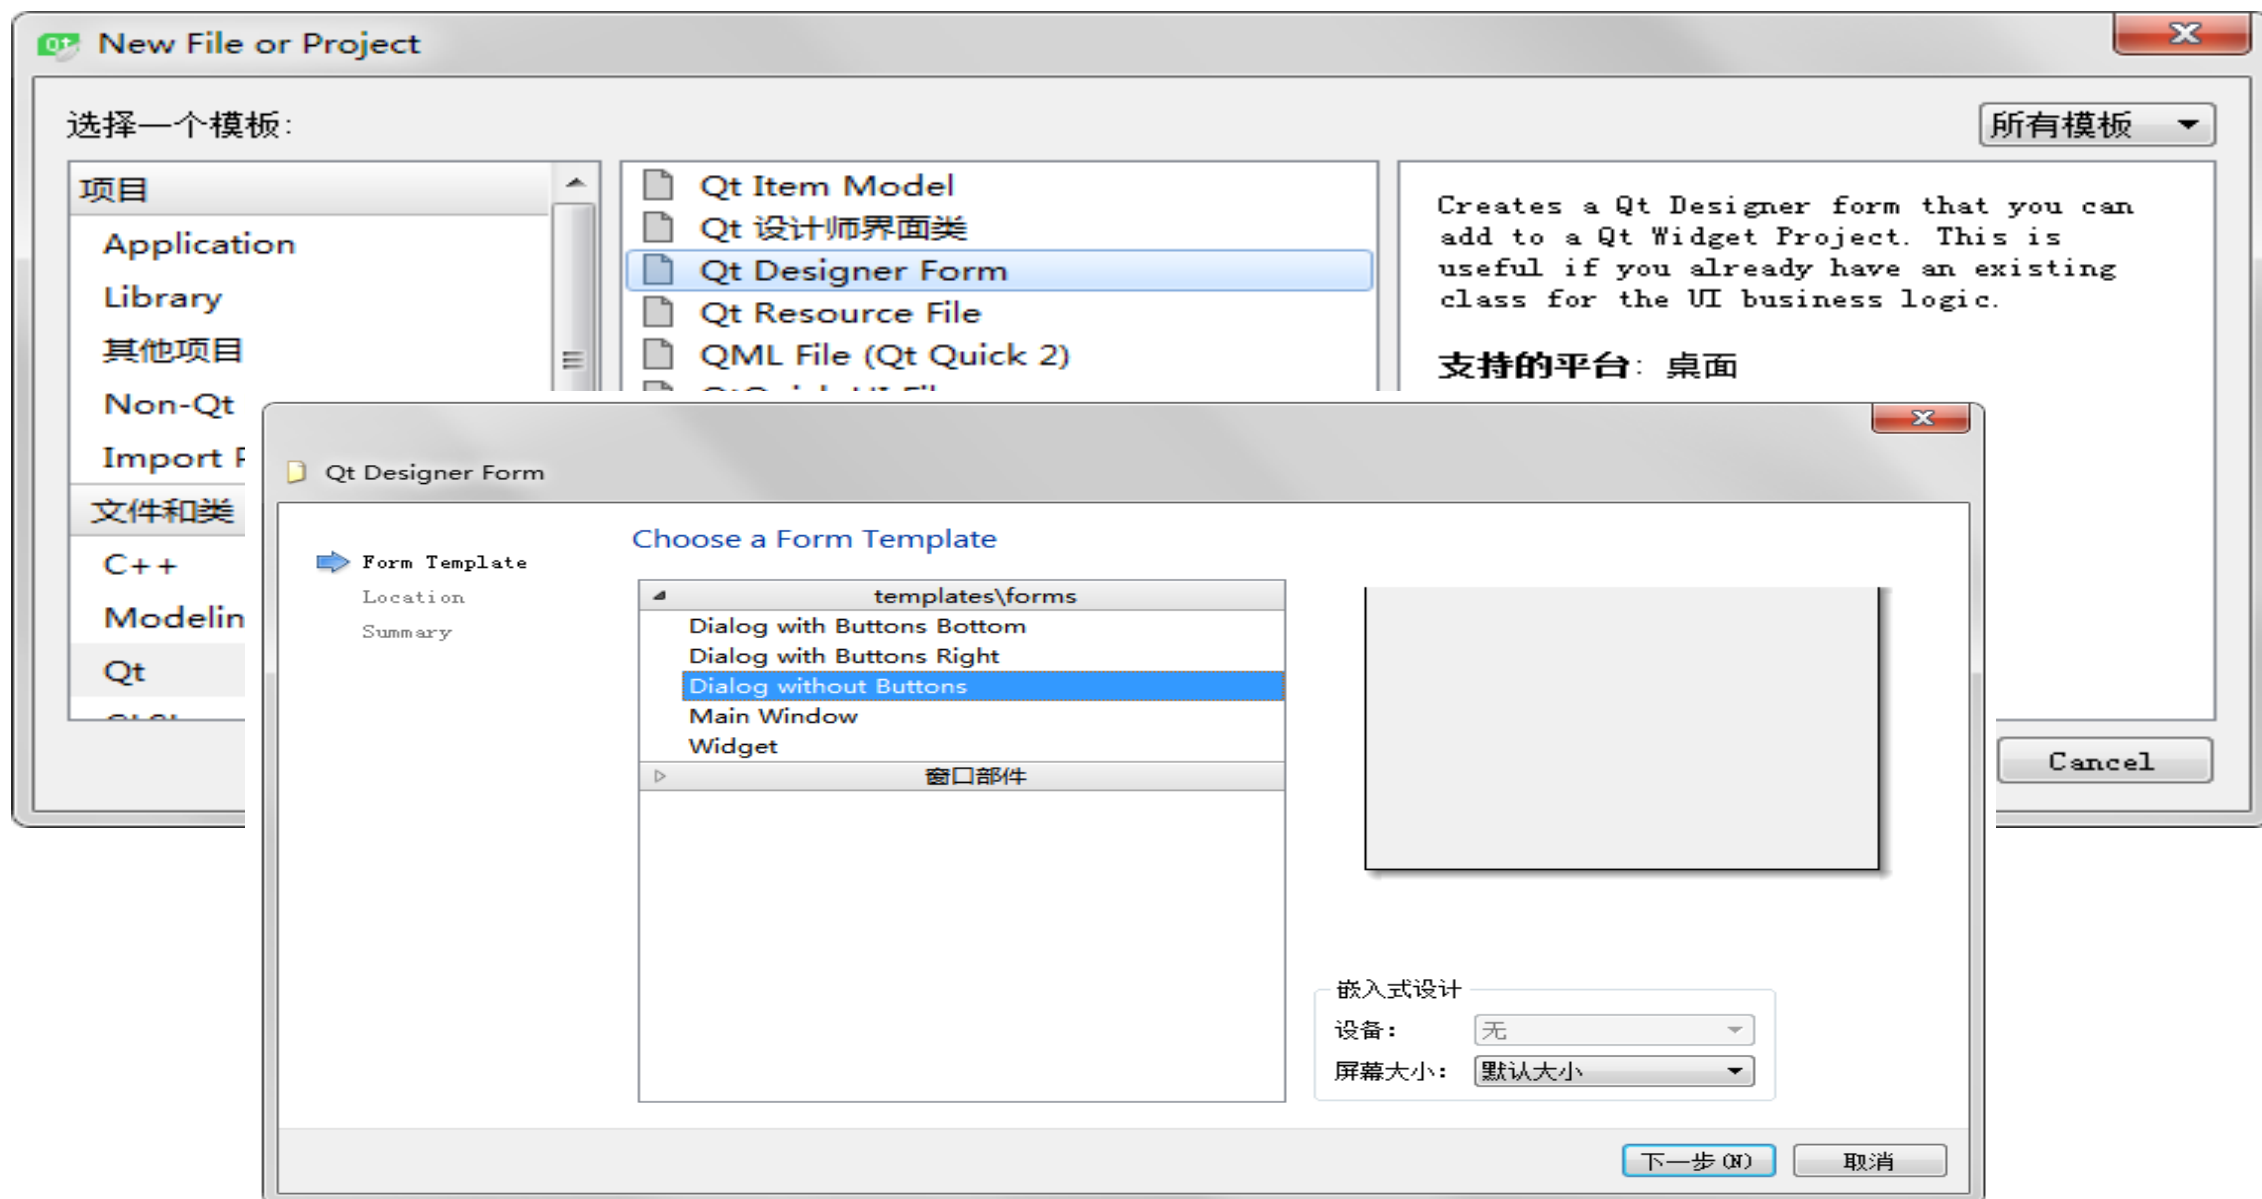 New File or Project
选择一个模板:
所有模板
项目
Application
Library
其他项目
Non-Qt
Import
文件和类
C++
Qt
Qt Item Model
Qt 设计师界面类
Qt Designer Form
Qt Resource File
QML File (Qt Quick 2)
Creates a Qt Designer form that you can
add to a Qt Widget Project. This is
useful if you already have an existing
class for the UI business logic.
支持的平台: 桌面
Cancel
Qt Designer Form
Form Template
Location
Summary
Choose a Form Template
templates\forms
Dialog with Buttons Bottom
Dialog with Buttons Right
Dialog without Buttons
Main Window
Widget
窗口部件
嵌入式设计
设备: 无
屏幕大小: 默认大小
下一步(N)
取消